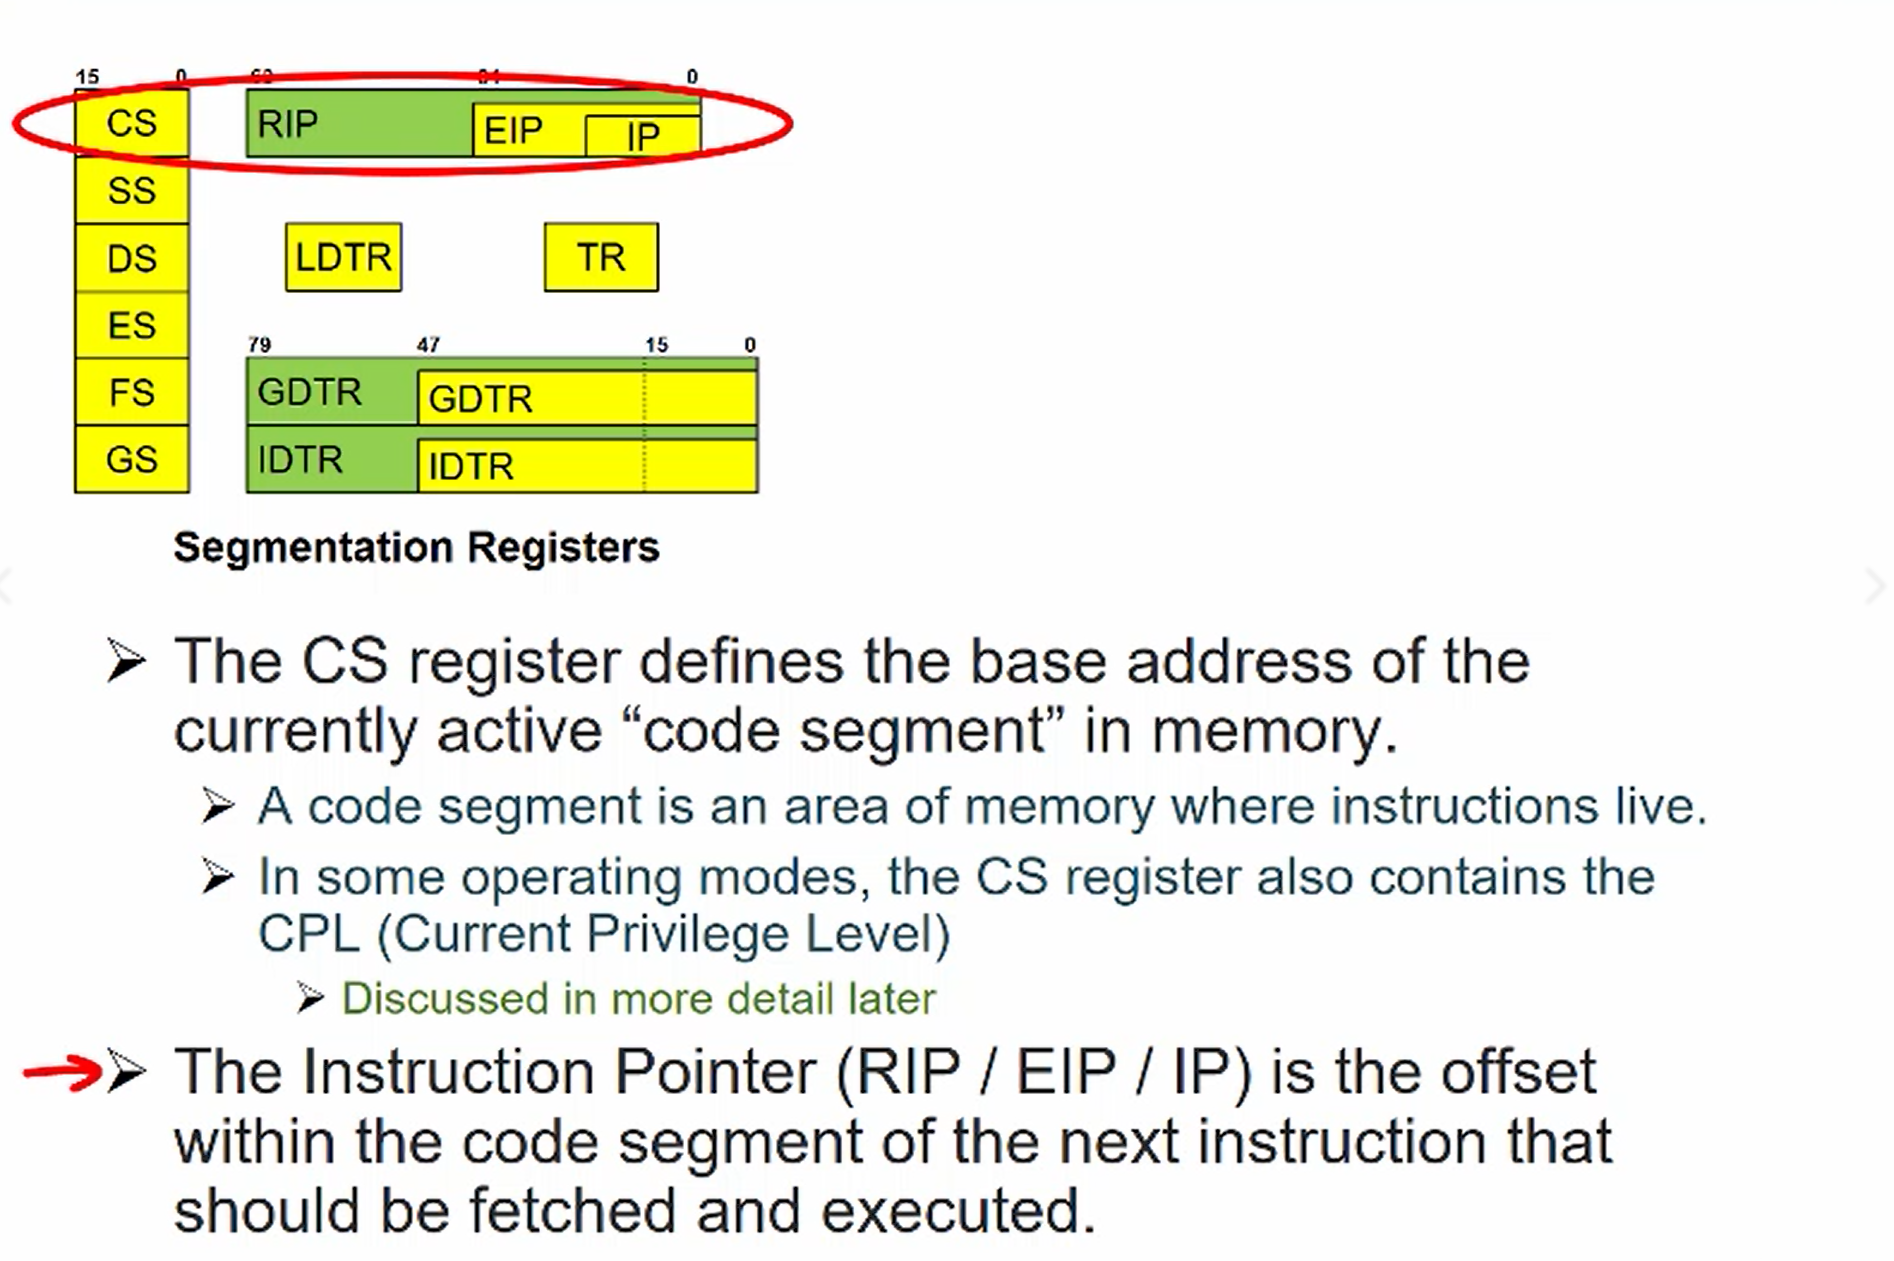 15 0 0
CS RIP EIP IP
SS
DS LDTR TR
ES
79 47 15 0
FS GDTR GDTR
GS IDTR IDTR
Segmentation Registers
The CS register defines the base address of the
currently active “code segment” in memory.
A code segment is an area of memory where instructions live.
In some operating modes, the CS register also contains the
CPL (Current Privilege Level)
Discussed in more detail later
The Instruction Pointer (RIP / EIP / IP) is the offset
within the code segment of the next instruction that
should be fetched and executed.